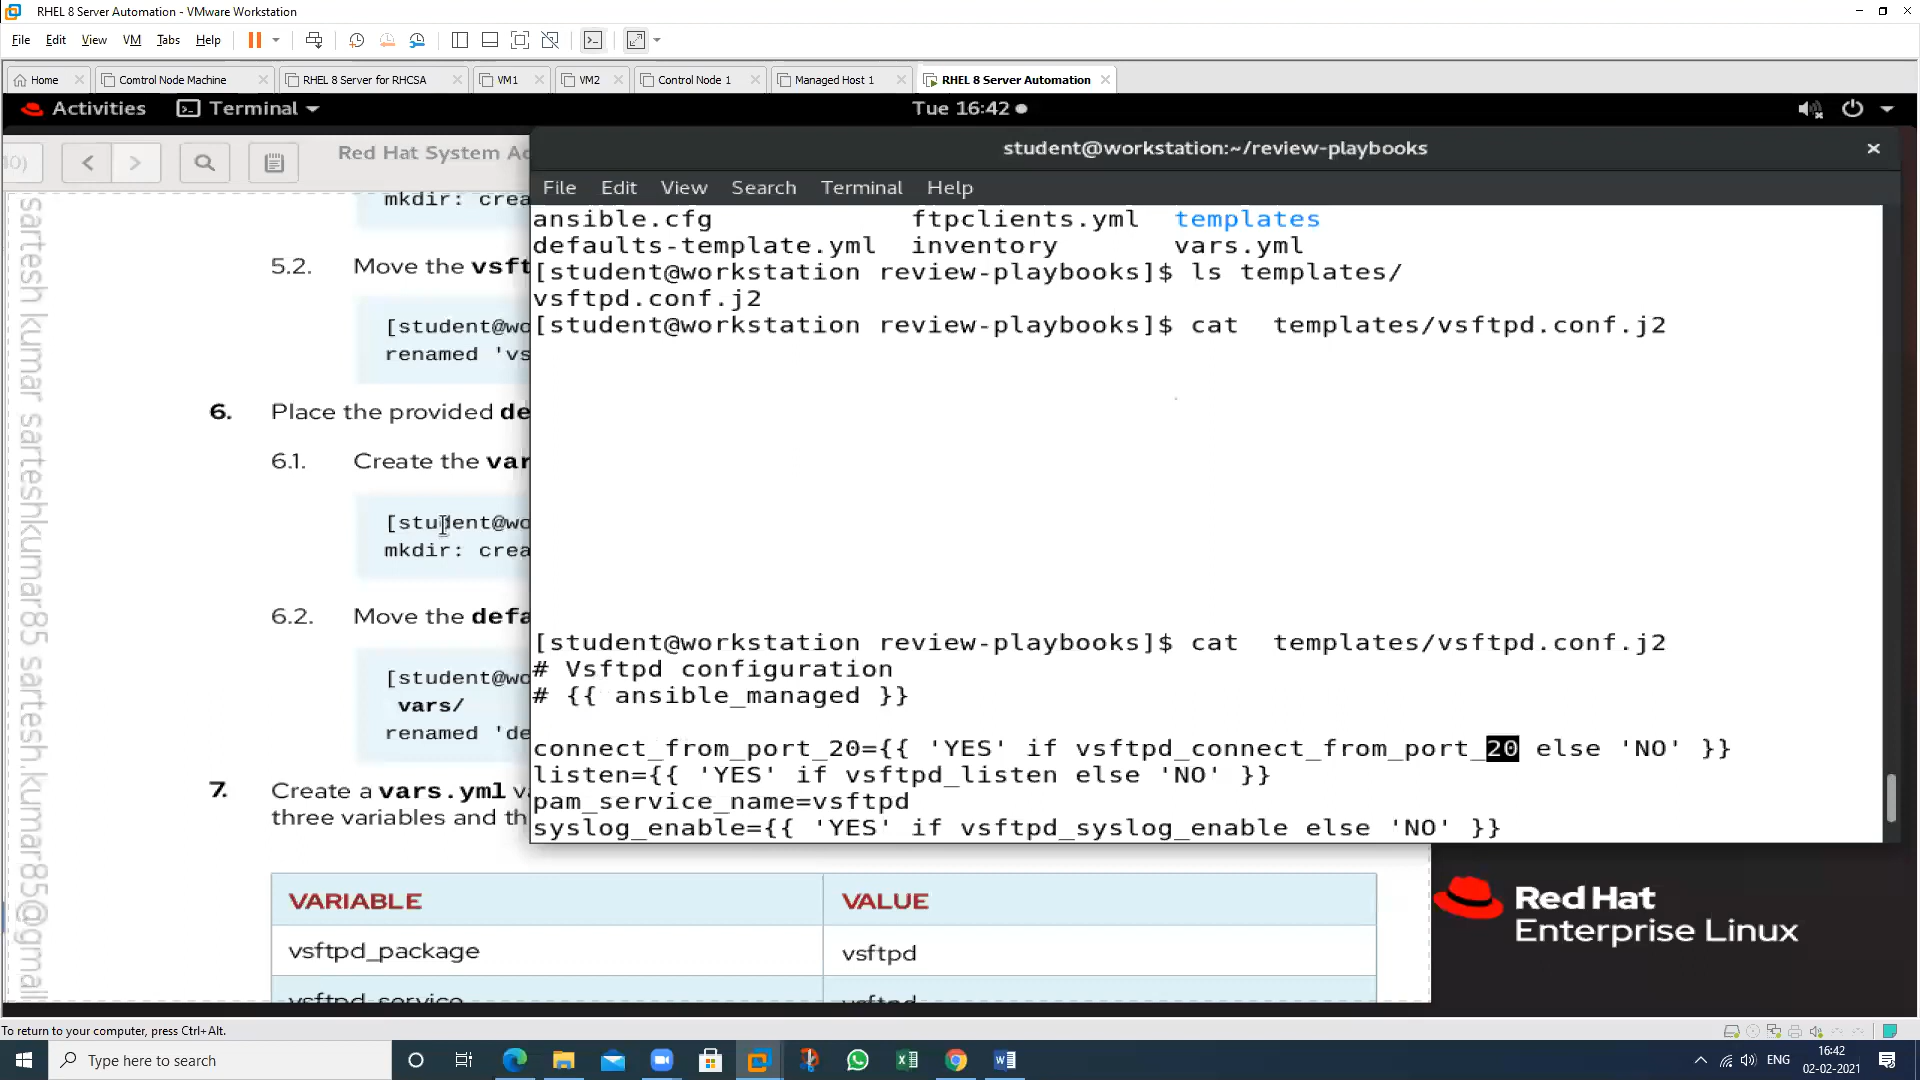 RHEL 8 Server Automation - VMware Workstation
File Edit View VM Tabs Help
Home Comtrol Node Machine RHEL 8 Server for RHCSA VM1 VM2 Control Node 1 Managed Host 1 RHEL 8 Server Automation
Activities Terminal Tue 16:42
Red Hat System Ad
mkdir: crea
5.2. Move the vsft
[student@wo
renamed 'vs
6. Place the provided de
6.1. Create the var
[student@wo
mkdir: crea
6.2. Move the defa
[student@wo
vars/
renamed 'de
7. Create a vars.yml va
three variables and th
VARIABLE VALUE
vsftpd_package vsftpd
vsftpd_service vsftpd
sartesh kumar sarteshkumar85 sartesh.kumar85@gmail
student@workstation:~/review-playbooks
File Edit View Search Terminal Help
ansible.cfg ftpclients.yml templates
defaults-template.yml inventory vars.yml
[student@workstation review-playbooks]$ ls templates/
vsftpd.conf.j2
[student@workstation review-playbooks]$ cat  templates/vsftpd.conf.j2
[student@workstation review-playbooks]$ cat  templates/vsftpd.conf.j2
# Vsftpd configuration
# {{ ansible_managed }}
connect_from_port_20={{ 'YES' if vsftpd_connect_from_port_20 else 'NO' }}
listen={{ 'YES' if vsftpd_listen else 'NO' }}
pam_service_name=vsftpd
syslog_enable={{ 'YES' if vsftpd_syslog_enable else 'NO' }}
Red Hat
Enterprise Linux
To return to your computer, press Ctrl+Alt.
Type here to search
ENG
16:42
02-02-2021